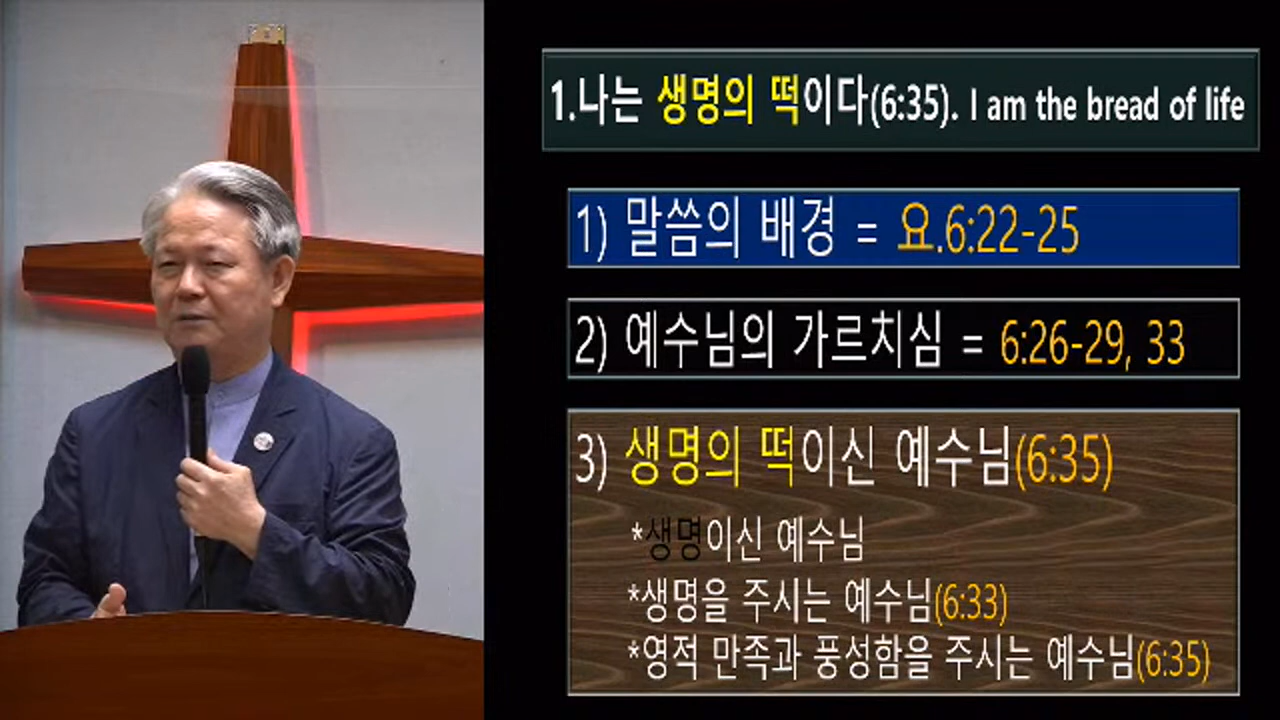 1.나는 생명의 떡이다(6:35). I am the bread of life
1) 말씀의 배경 = 요.6:22-25
2) 예수님의 가르치심 = 6:26-29, 33
3) 생명의 떡이신 예수님(6:35)
*생명이신 예수님
*생명을 주시는 예수님(6:33)
*영적 만족과 풍성함을 주시는 예수님(6:35)